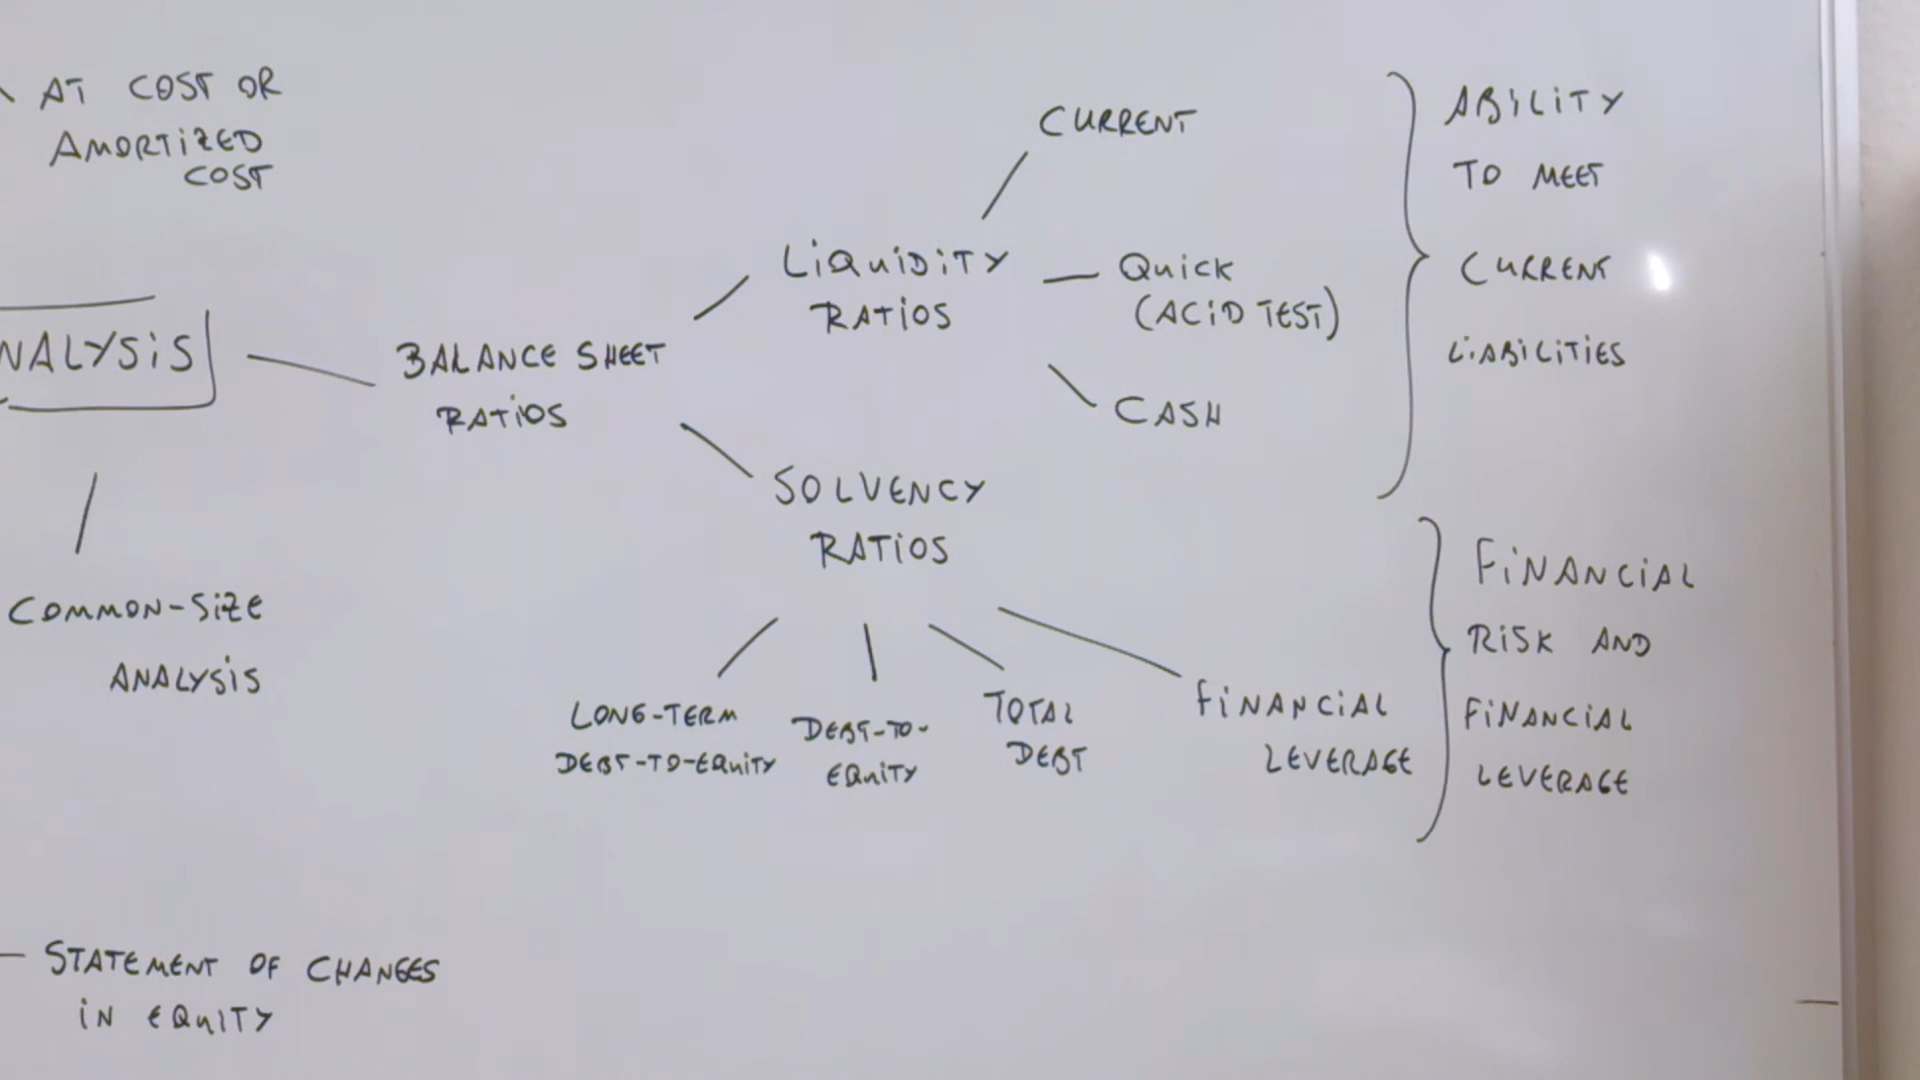 AT COST OR
AMORTIZED
COST
ANALYSIS
COMMON-SIZE
ANALYSIS
STATEMENT OF CHANGES
IN EQUITY
BALANCE SHEET
RATIOS
LIQUIDITY
RATIOS
CURRENT
QUICK
(ACID TEST)
CASH
ABILITY
TO MEET
CURRENT
LIABILITIES
SOLVENCY
RATIOS
LONG-TERM
DEBT-TO-EQUITY
DEBT-TO-
EQUITY
TOTAL
DEBT
FINANCIAL
LEVERAGE
FINANCIAL
RISK AND
FINANCIAL
LEVERAGE